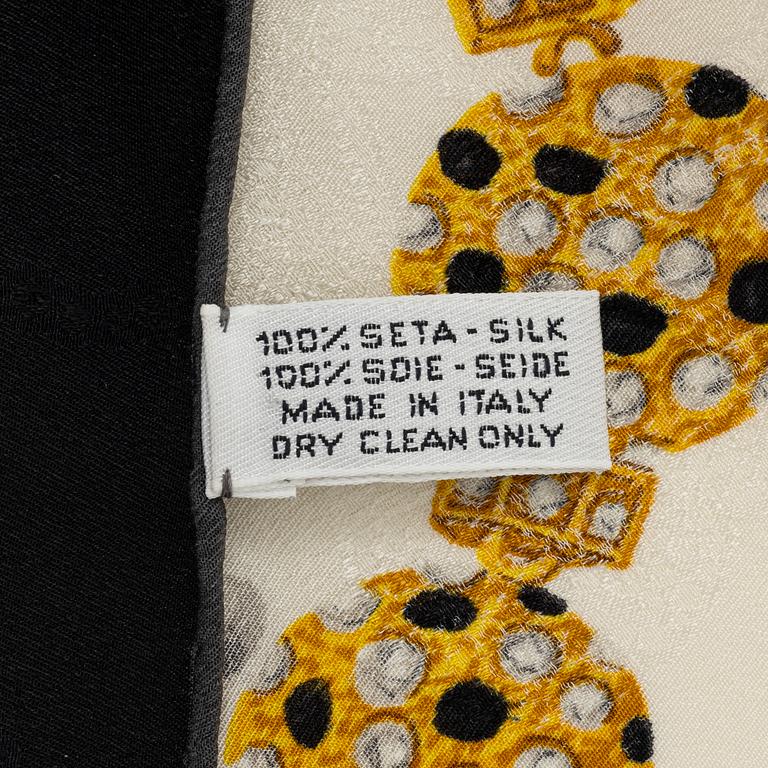 100% SETA - SILK
100% SOIE - SEIDE
MADE IN ITALY
DRY CLEAN ONLY